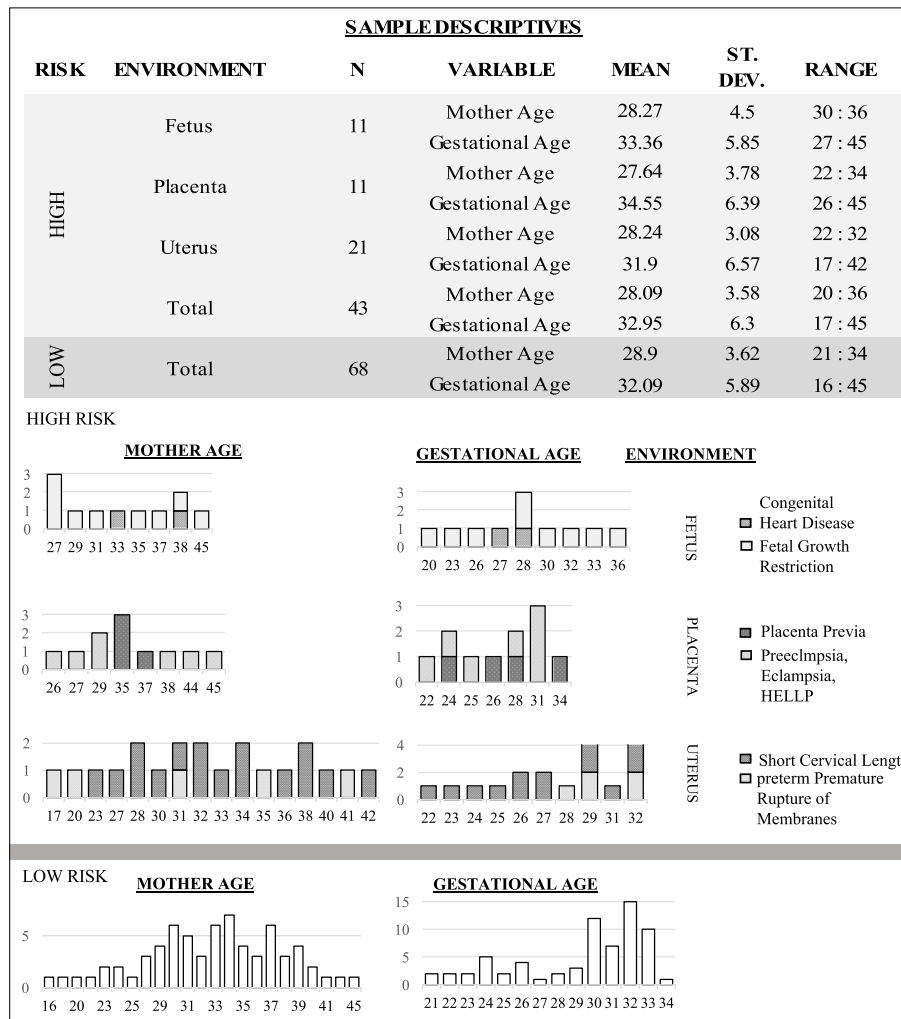 SAMPLE DESCRIPTIVES
RISK ENVIRONMENT N VARIABLE MEAN ST. DEV. RANGE
HIGH
Fetus 11 Mother Age 28.27 4.5 30 : 36
Gestational Age 33.36 5.85 27 : 45
Placenta 11 Mother Age 27.64 3.78 22 : 34
Gestational Age 34.55 6.39 26 : 45
Uterus 21 Mother Age 28.24 3.08 22 : 32
Gestational Age 31.9 6.57 17 : 42
Total 43 Mother Age 28.09 3.58 20 : 36
Gestational Age 32.95 6.3 17 : 45
LOW
Total 68 Mother Age 28.9 3.62 21 : 34
Gestational Age 32.09 5.89 16 : 45
HIGH RISK
MOTHER AGE GESTATIONAL AGE ENVIRONMENT
3
2
1
0
27 29 31 33 35 37 38 45
3
2
1
0
20 23 26 27 28 30 32 33 36
FETUS
Congenital
Heart Disease
Fetal Growth
Restriction
3
2
1
0
26 27 29 35 37 38 44 45
3
2
1
0
22 24 25 26 28 31 34
PLACENTA
Placenta Previa
Preeclmpsia,
Eclampsia,
HELLP
2
1
0
17 20 23 27 28 30 31 32 33 34 35 36 38 40 41 42
4
2
0
22 23 24 25 26 27 28 29 31 32
UTERUS
Short Cervical Lengt
preterm Premature
Rupture of
Membranes
LOW RISK
MOTHER AGE GESTATIONAL AGE
5
0
16 20 23 25 29 31 33 35 37 39 41 45
15
10
5
0
21 22 23 24 25 26 27 28 29 30 31 32 33 34